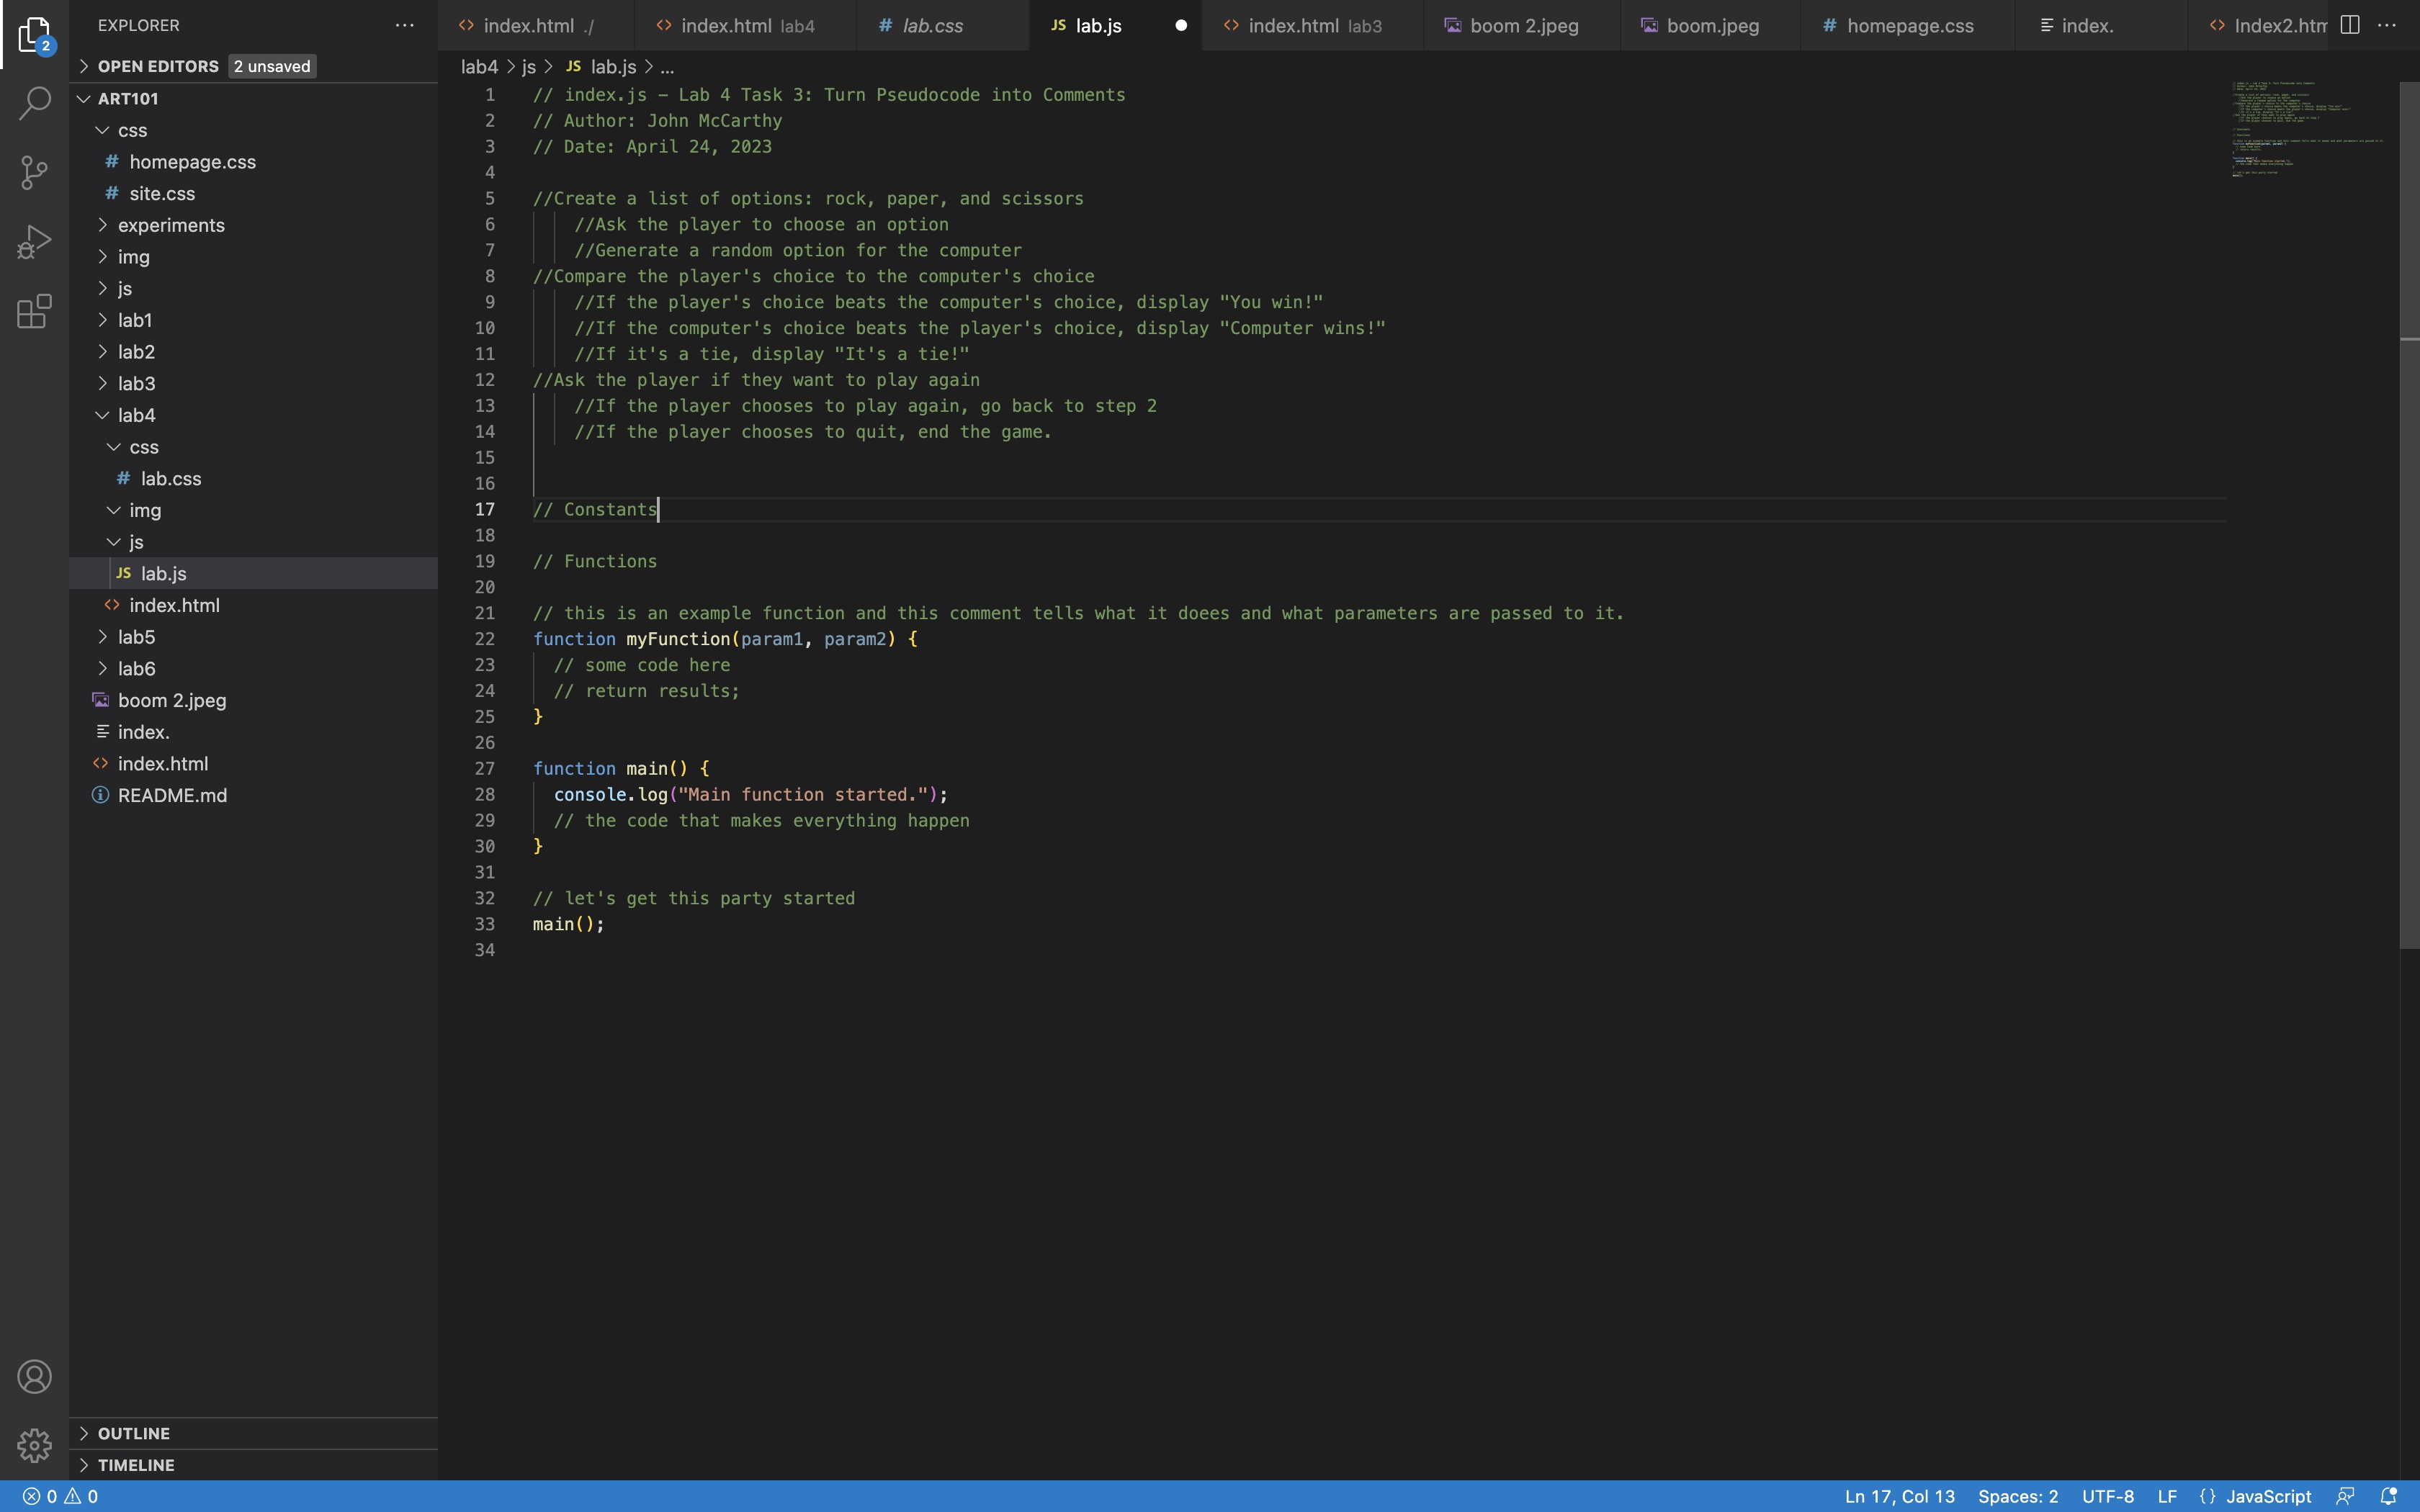 EXPLORER
2
OPEN EDITORS 2 unsaved
ART101
css
homepage.css
site.css
experiments
img
js
lab1
lab2
lab3
lab4
css
lab.css
img
js
JS lab.js
index.html
lab5
lab6
boom 2.jpeg
index.
index.html
README.md
OUTLINE
TIMELINE
index.html ./
index.html lab4
# lab.css
JS lab.js
index.html lab3
boom 2.jpeg
boom.jpeg
# homepage.css
index.
Index2.htm
lab4 > js > JS lab.js > ...
1 // index.js – Lab 4 Task 3: Turn Pseudocode into Comments
2 // Author: John McCarthy
3 // Date: April 24, 2023
4
5 //Create a list of options: rock, paper, and scissors
6 //Ask the player to choose an option
7 //Generate a random option for the computer
8 //Compare the player's choice to the computer's choice
9 //If the player's choice beats the computer's choice, display "You win!"
10 //If the computer's choice beats the player's choice, display "Computer wins!"
11 //If it's a tie, display "It's a tie!"
12 //Ask the player if they want to play again
13 //If the player chooses to play again, go back to step 2
14 //If the player chooses to quit, end the game.
15
16
17 // Constants
18
19 // Functions
20
21 // this is an example function and this comment tells what it doees and what parameters are passed to it.
22 function myFunction(param1, param2) {
23 // some code here
24 // return results;
25 }
26
27 function main() {
28 console.log("Main function started.");
29 // the code that makes everything happen
30 }
31
32 // let's get this party started
33 main();
34
0 0
Ln 17, Col 13 Spaces: 2 UTF-8 LF {} JavaScript